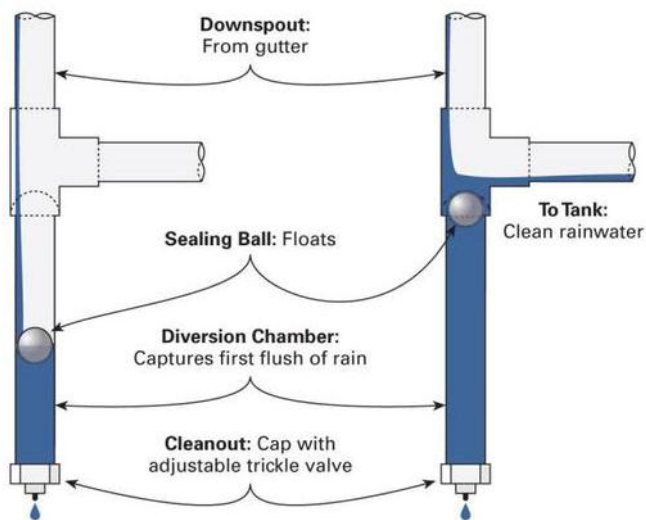 Downspout:
From gutter
To Tank:
Clean rainwater
Sealing Ball: Floats
Diversion Chamber:
Captures first flush of rain
Cleanout: Cap with
adjustable trickle valve